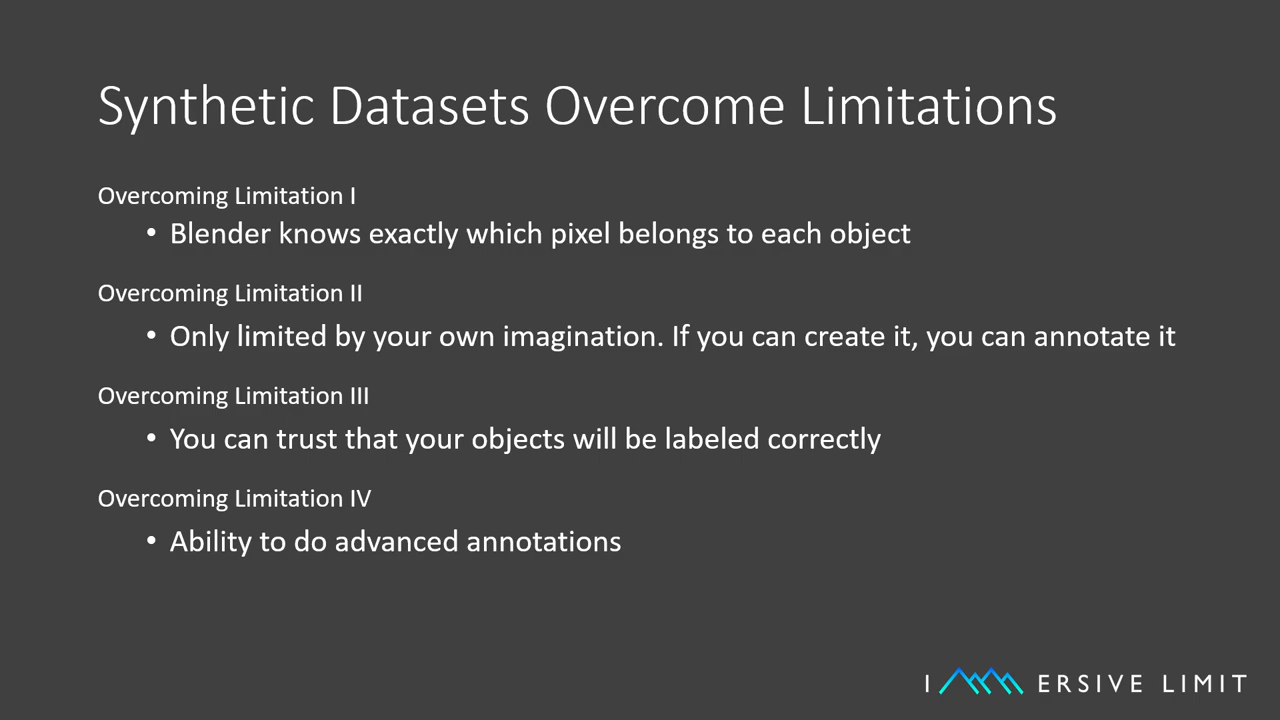 Synthetic Datasets Overcome Limitations
Overcoming Limitation I
• Blender knows exactly which pixel belongs to each object
Overcoming Limitation II
• Only limited by your own imagination. If you can create it, you can annotate it
Overcoming Limitation III
• You can trust that your objects will be labeled correctly
Overcoming Limitation IV
• Ability to do advanced annotations
IMMERSIVE LIMIT